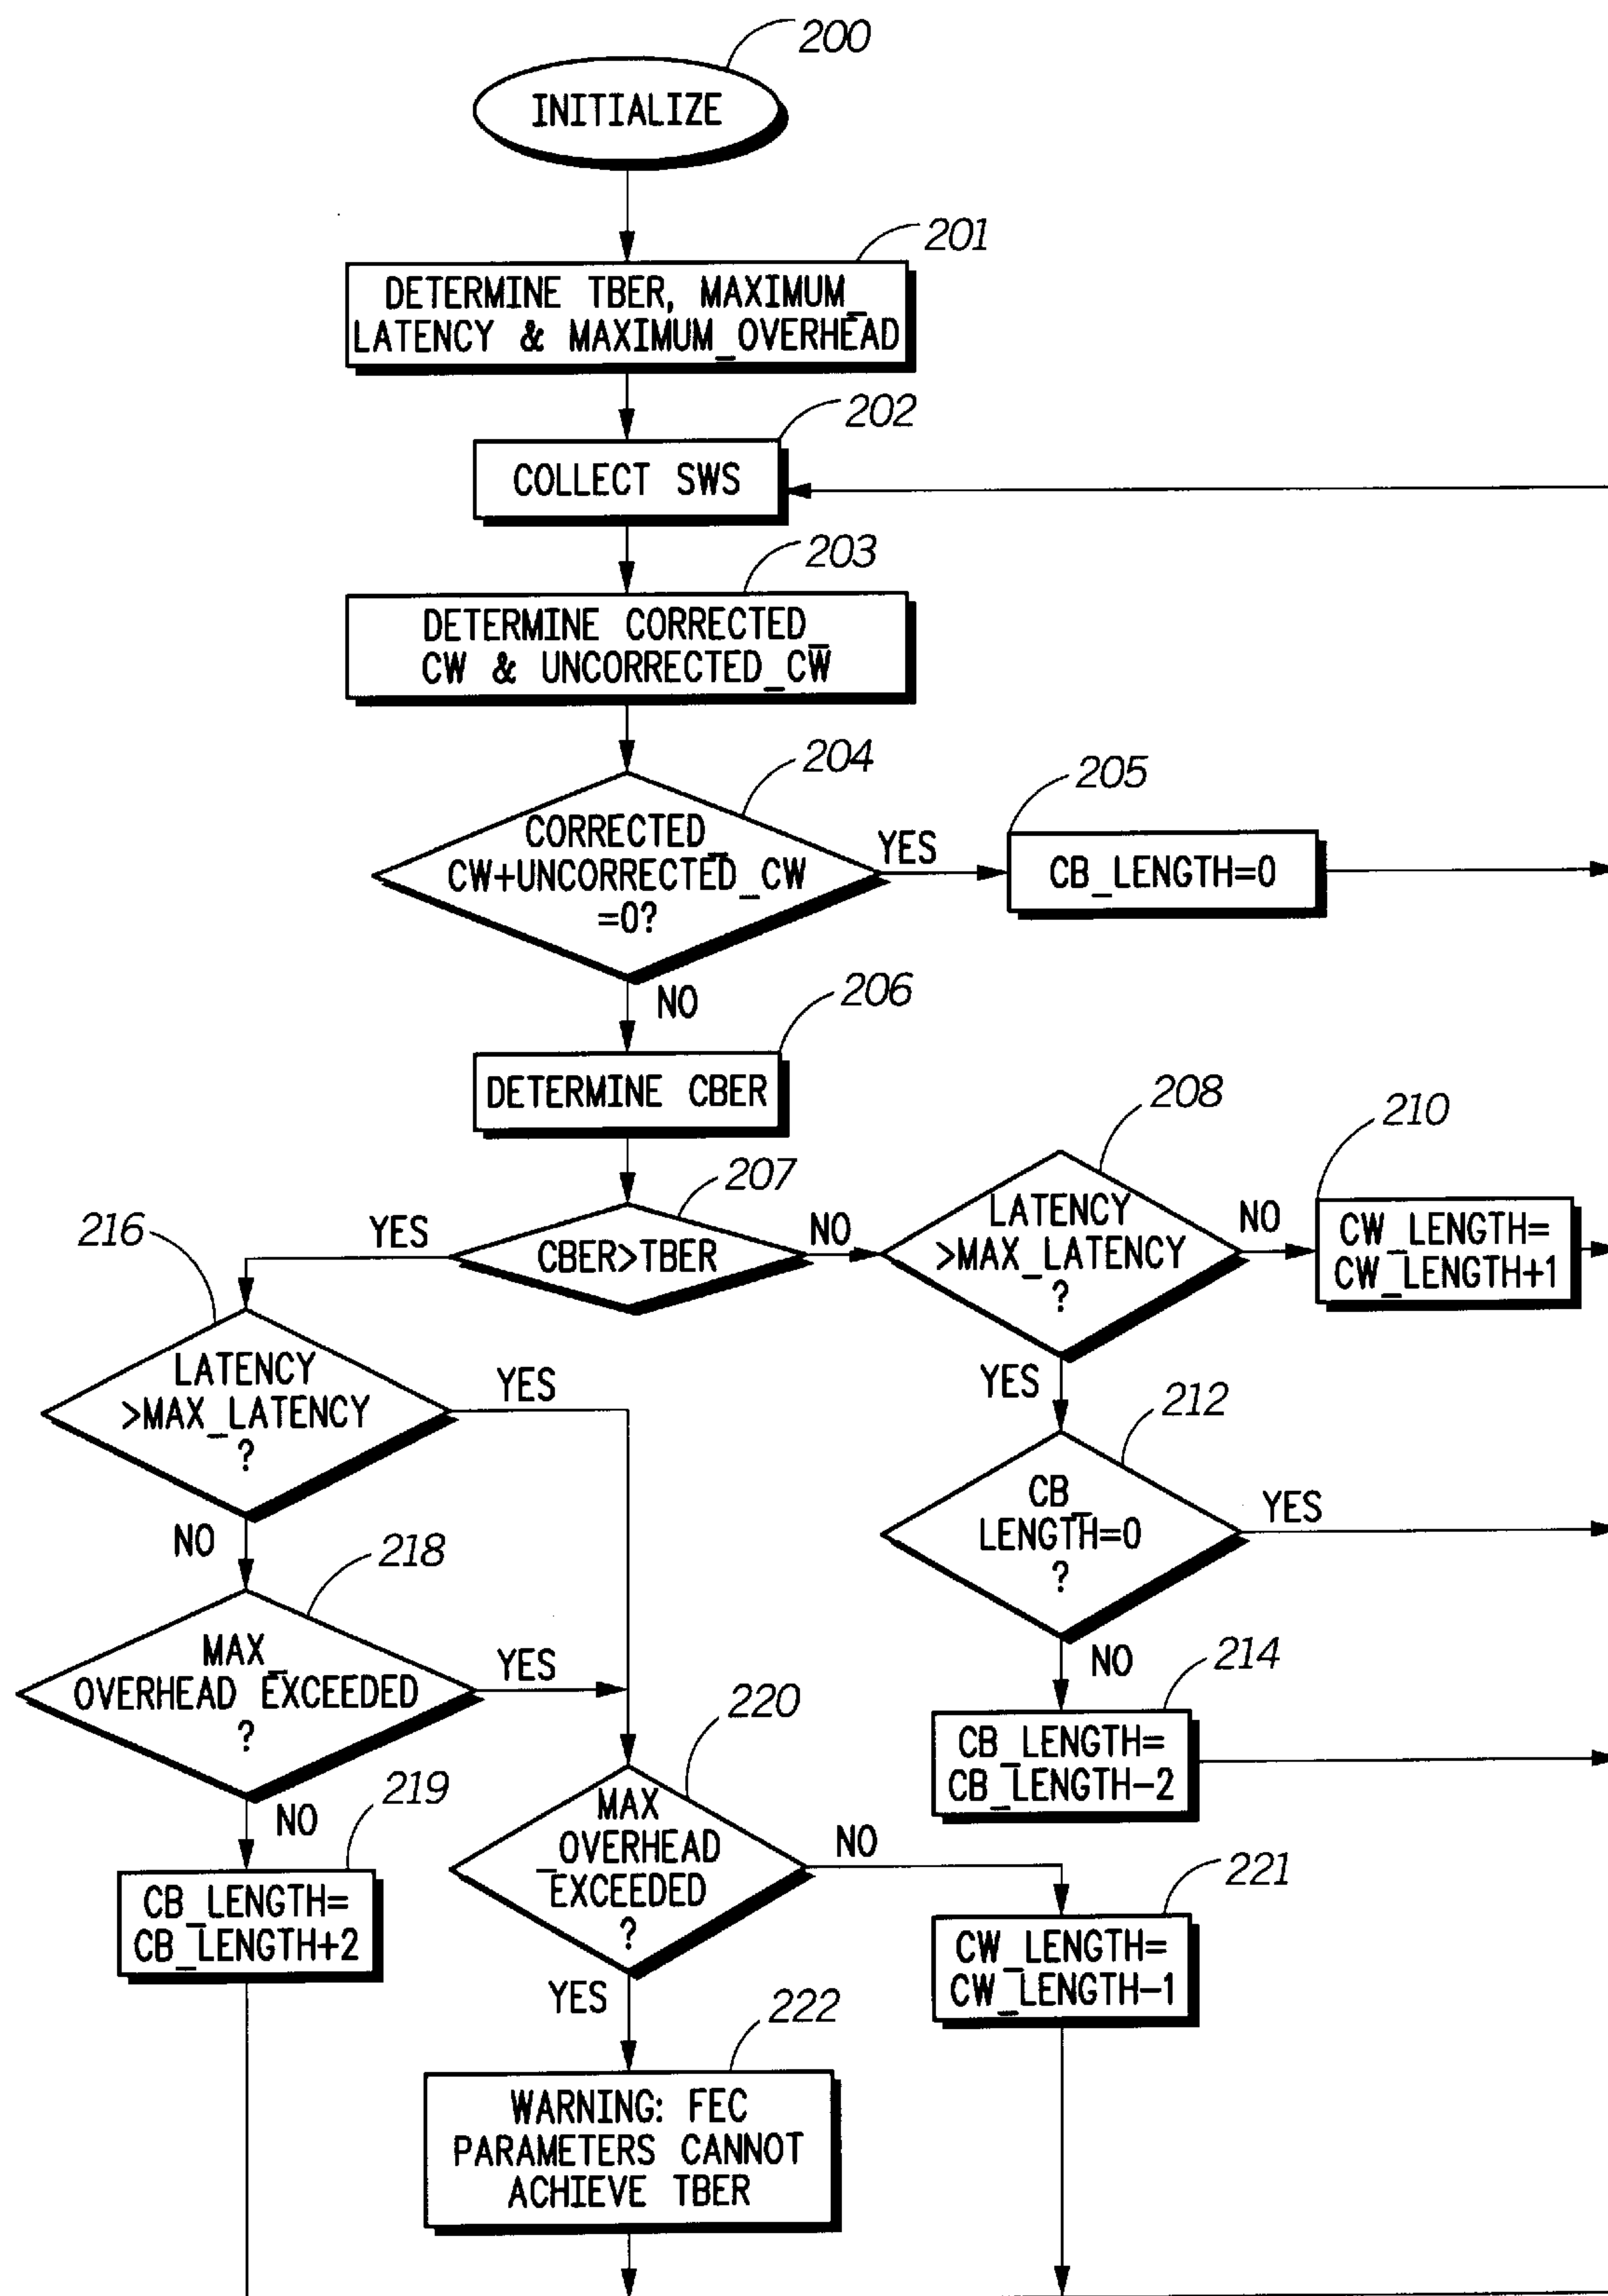 200
INITIALIZE
201
DETERMINE TBER, MAXIMUM_
LATENCY & MAXIMUM_OVERHEAD
202
COLLECT SWS
203
DETERMINE CORRECTED_
CW & UNCORRECTED_CW
204
CORRECTED_
CW+UNCORRECTED_CW
=0?
YES
205
CB_LENGTH=0
NO
206
DETERMINE CBER
207
CBER>TBER
YES
NO
208
LATENCY
>MAX_LATENCY
?
NO
210
CW_LENGTH=
CW_LENGTH+1
216
LATENCY
>MAX_LATENCY
?
YES
YES
212
CB_
LENGTH=0
?
YES
NO
218
MAX_
OVERHEAD_EXCEEDED
?
YES
NO
214
CB_LENGTH=
CB_LENGTH-2
220
MAX
_OVERHEAD_
EXCEEDED
?
NO
219
CB_LENGTH=
CB_LENGTH+2
NO
221
CW_LENGTH=
CW_LENGTH-1
YES
222
WARNING: FEC
PARAMETERS CANNOT
ACHIEVE TBER